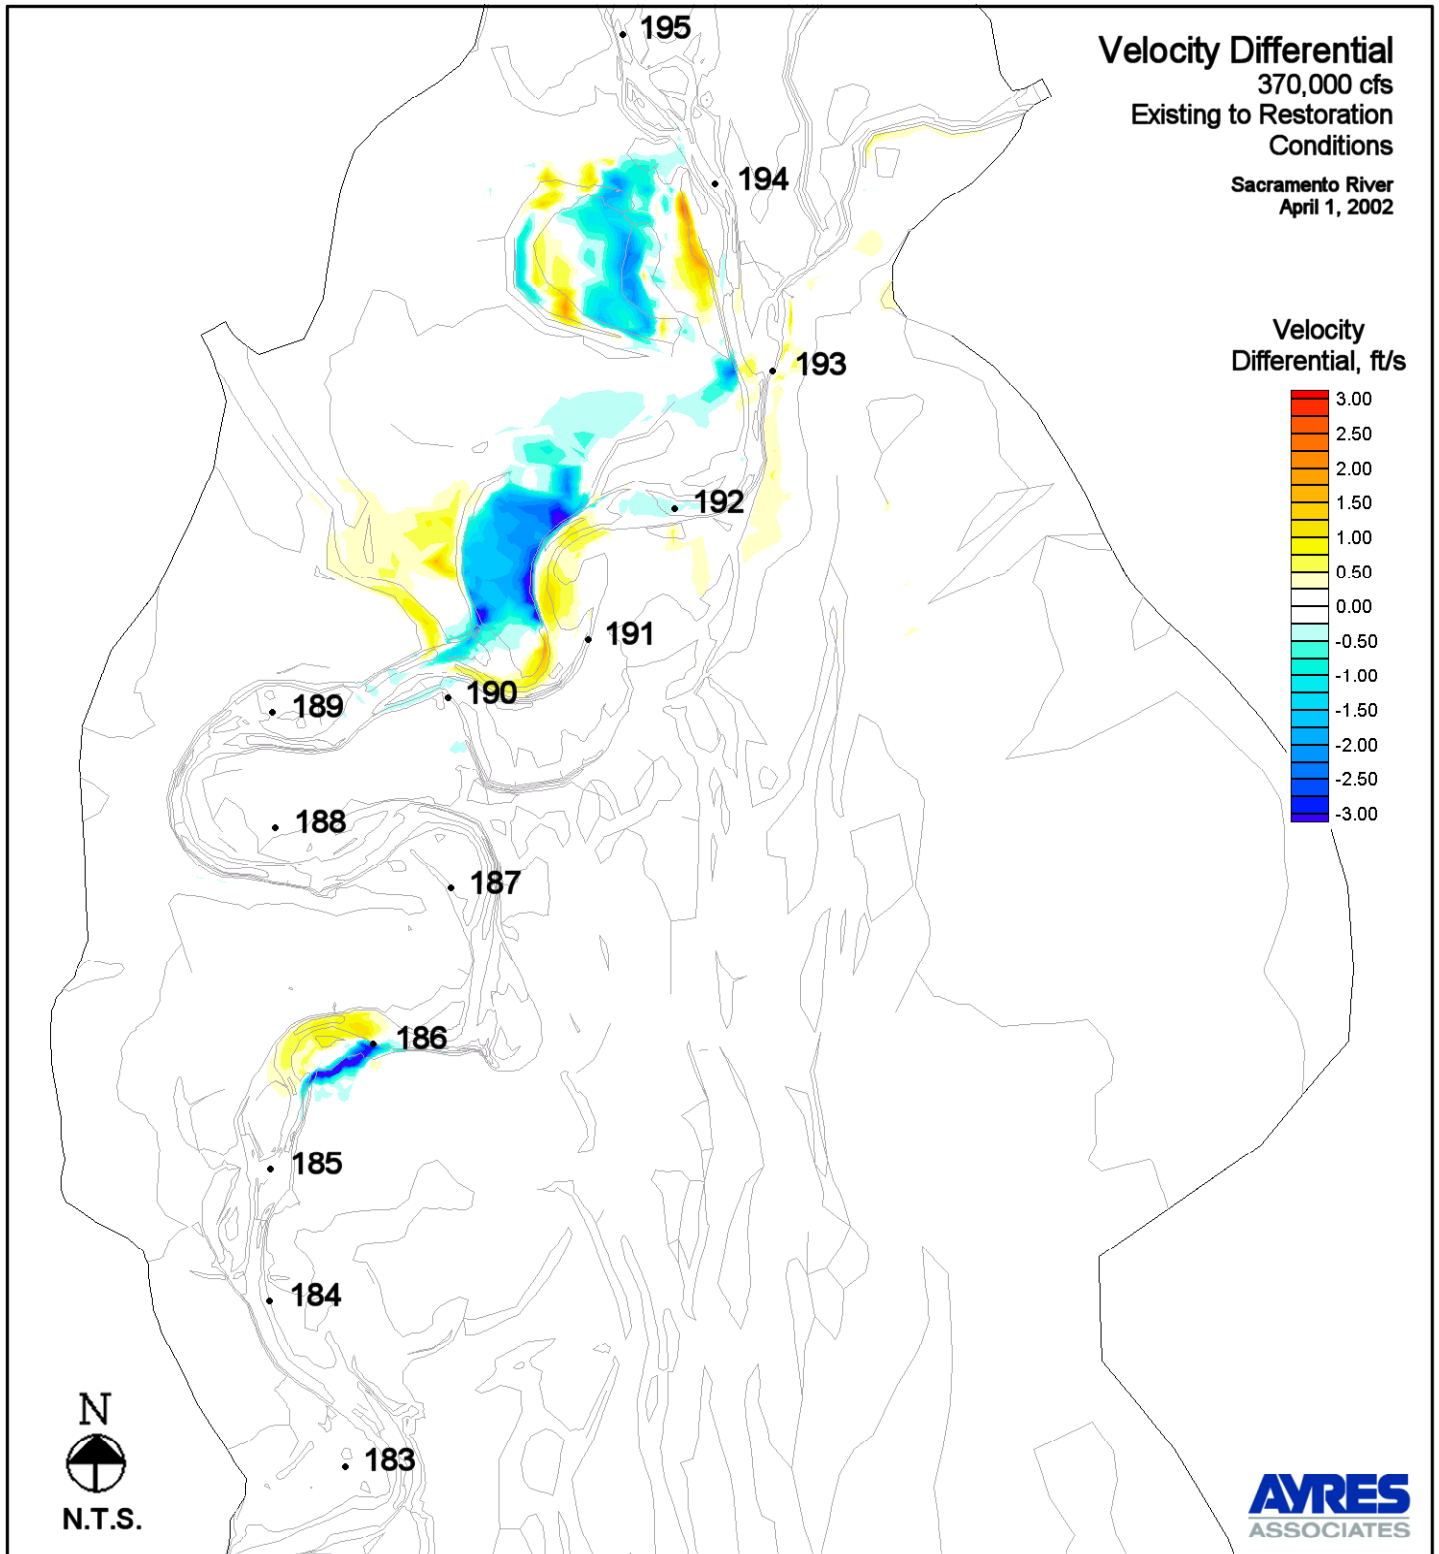 195
Velocity Differential
370,000 cfs
Existing to Restoration
Conditions
Sacramento River
April 1, 2002
194
193
Velocity
Differential, ft/s
3.00
2.50
2.00
1.50
1.00
0.50
0.00
-0.50
-1.00
-1.50
-2.00
-2.50
-3.00
192
191
190
189
188
187
186
185
184
183
N
N.T.S.
AYRES
ASSOCIATES